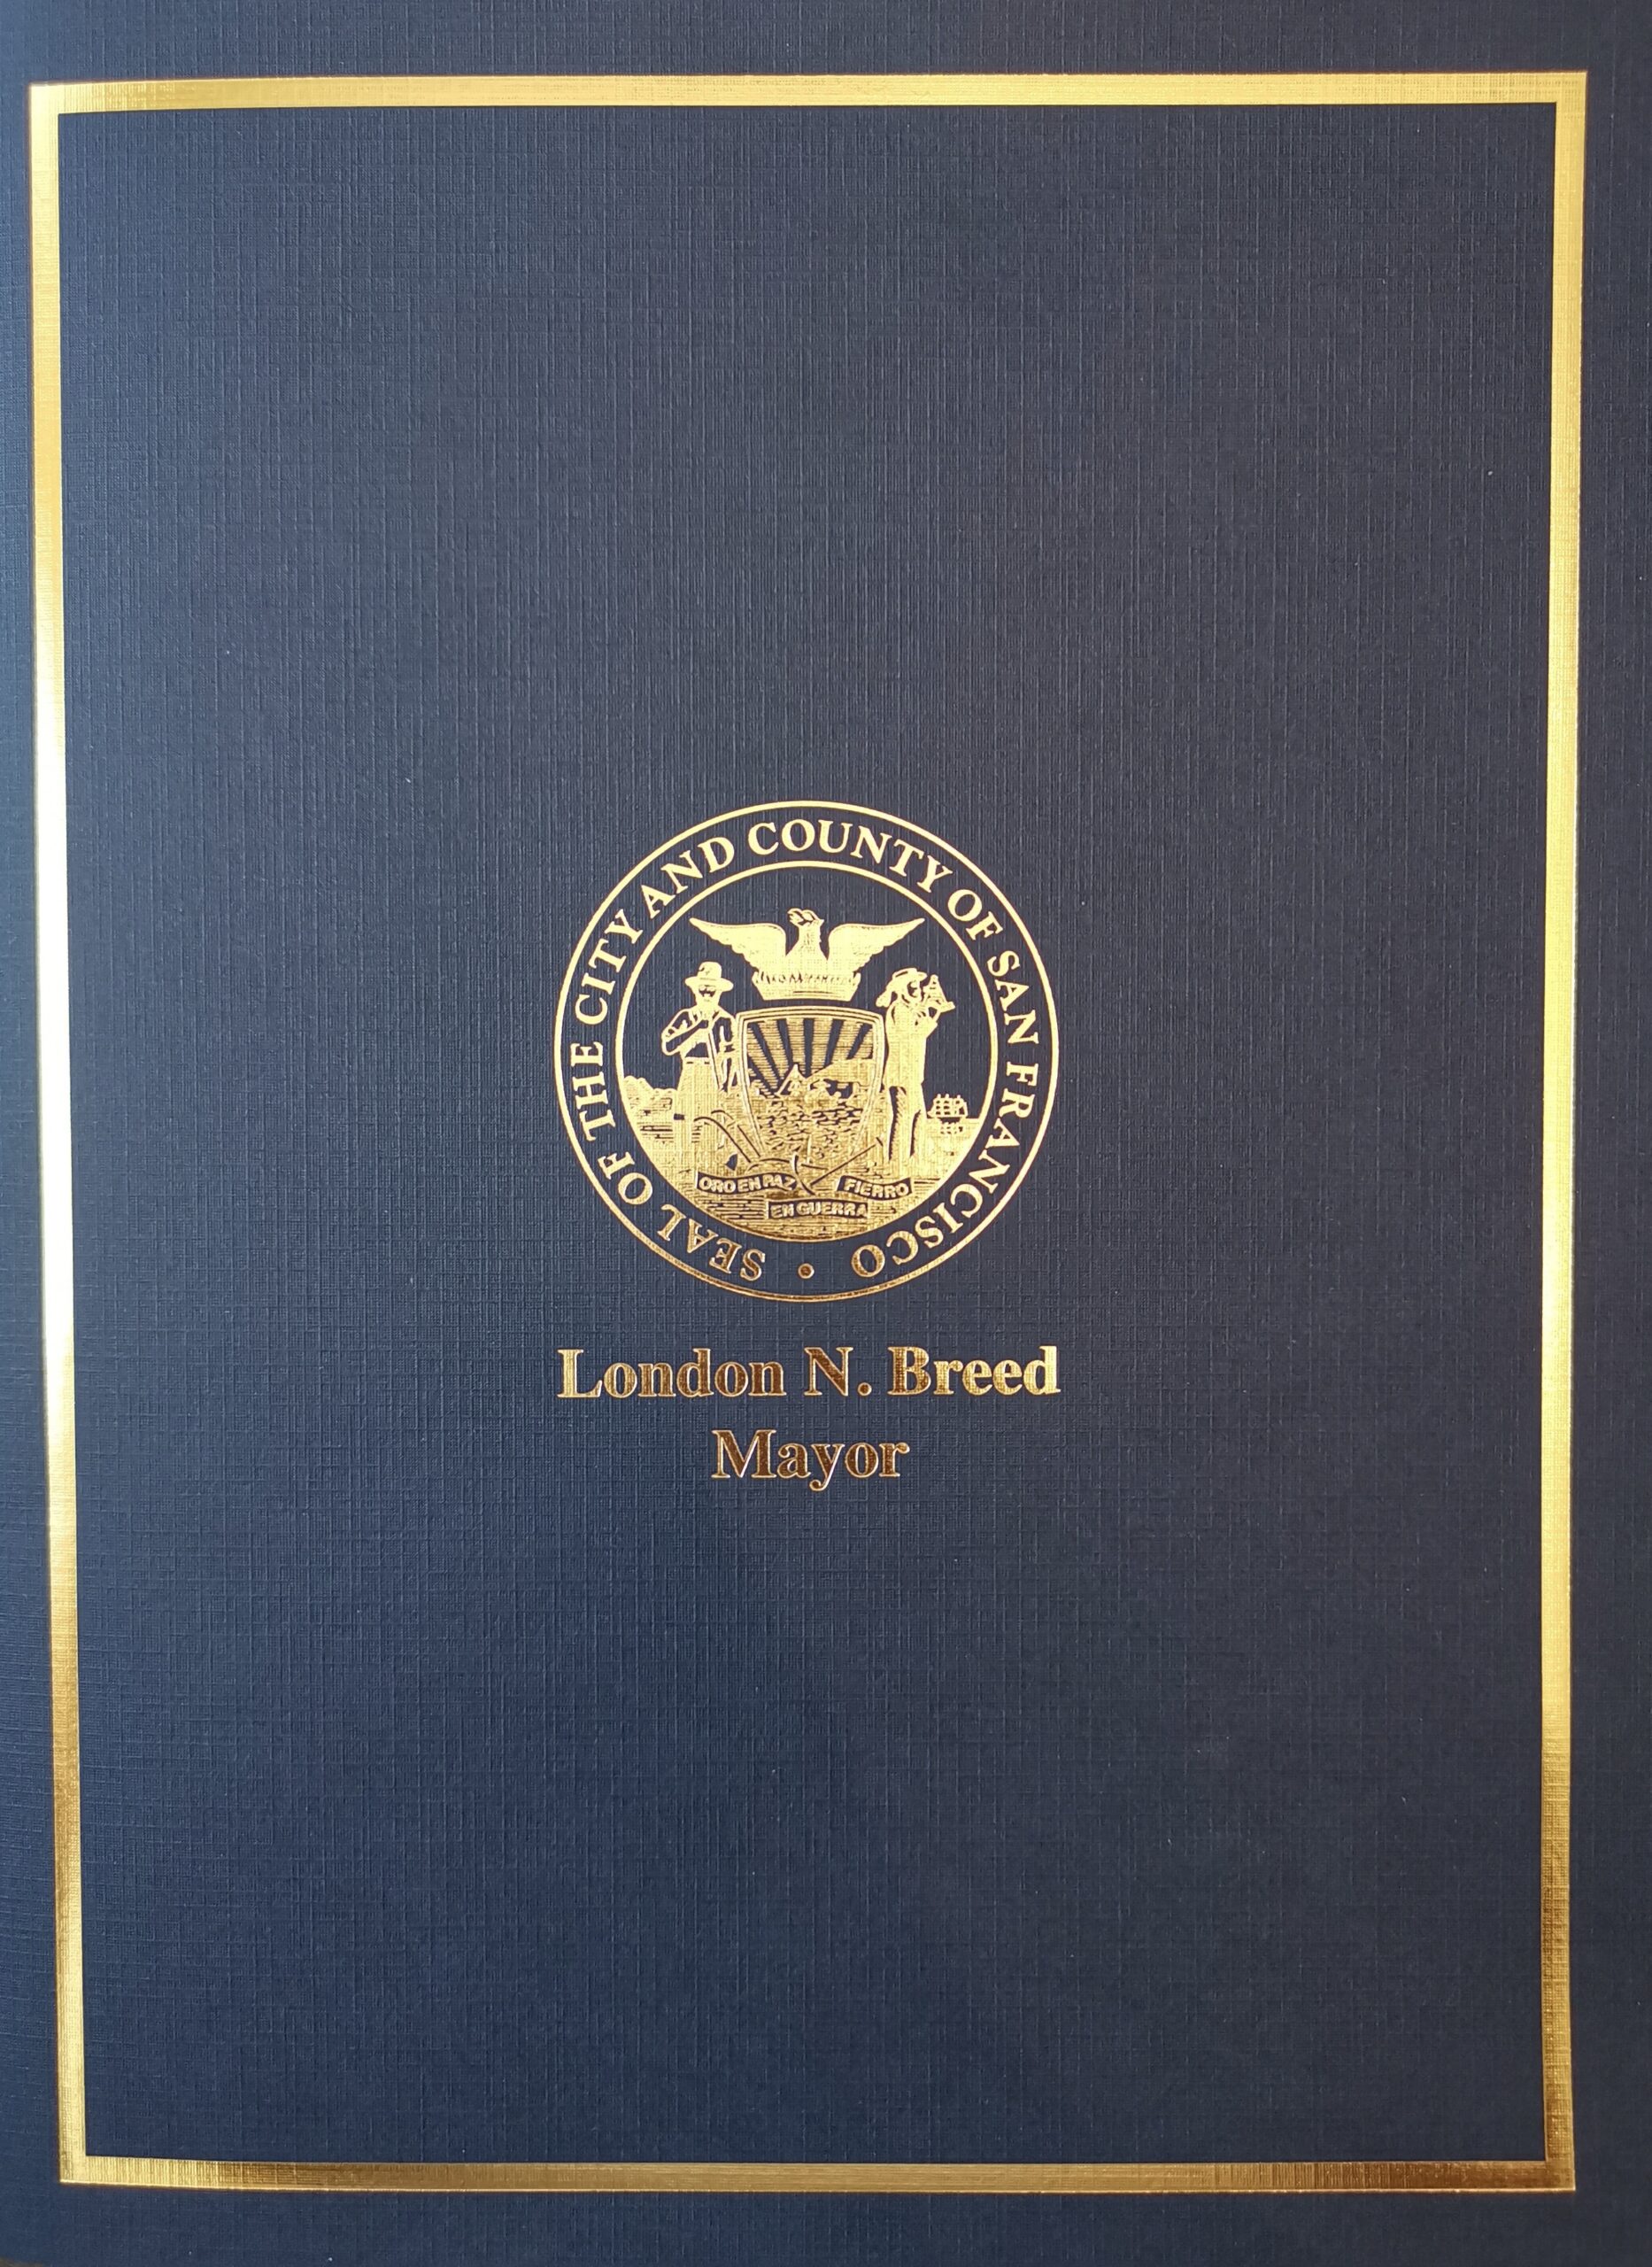 SEAL OF THE CITY AND COUNTY OF SAN FRANCISCO
ORO EN PAZ
FIERRO
EN GUERRA
London N. Breed
Mayor